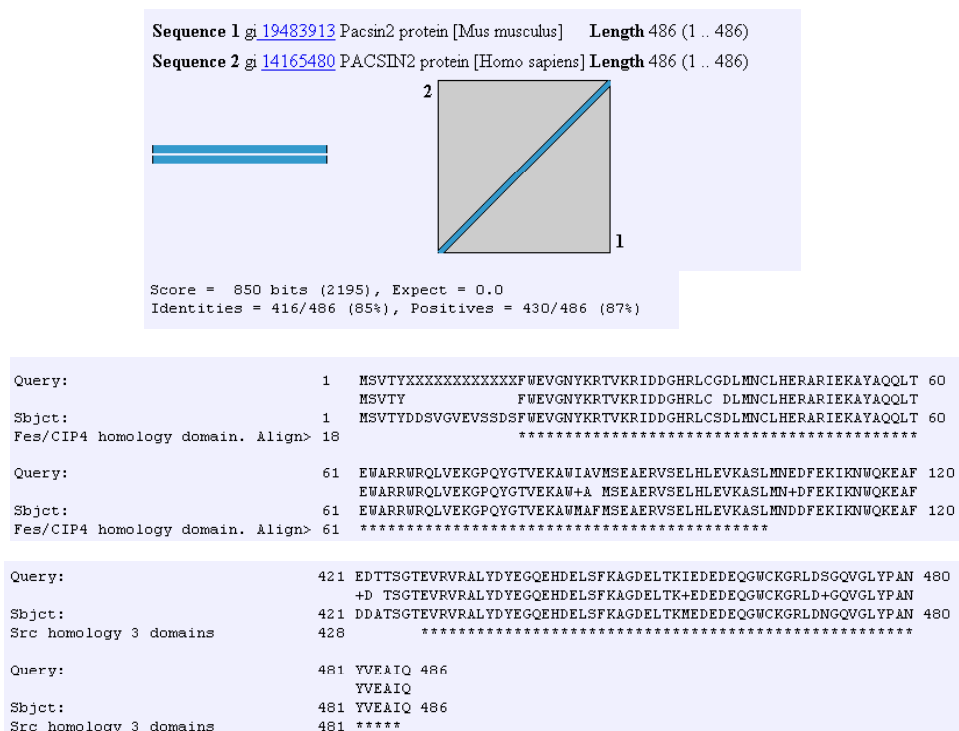 Sequence 1 gi 19483913 Pacsin2 protein [Mus musculus] Length 486 (1 .. 486)
Sequence 2 gi 14165480 PACSIN2 protein [Homo sapiens] Length 486 (1 .. 486)
2
1
Score = 850 bits (2195), Expect = 0.0
Identities = 416/486 (85%), Positives = 430/486 (87%)
Query: 1 MSVTYXXXXXXXXXXXXFWEVGNYKRTVKRIDDGHRLCGDLMNCLHERARIEKAYAQQLT 60
MSVTY FWEVGNYKRTVKRIDDGHRLC DLMNCLHERARIEKAYAQQLT
Sbjct: 1 MSVTYDDSVGVEVSSDSFWEVGNYKRTVKRIDDGHRLCSDLMNCLHERARIEKAYAQQLT 60
Fes/CIP4 homology domain. Align> 18 *******************************************
Query: 61 EWARRWRQLVEKGPQYGTVEKAWIAVMSEAERVSELHLEVKASLMNEDFEKIKNWQKEAF 120
EWARRWRQLVEKGPQYGTVEKAW+A MSEAERVSELHLEVKASLMN+DFEKIKNWQKEAF
Sbjct: 61 EWARRWRQLVEKGPQYGTVEKAWMAFMSEAERVSELHLEVKASLMNDDFEKIKNWQKEAF 120
Fes/CIP4 homology domain. Align> 61 ********************************************
Query: 421 EDTTSGTEVRVRALYDYEGQEHDELSFKAGDELTKIEDEDEQGWCKGRLDSGQVGLYPAN 480
+D TSGTEVRVRALYDYEGQEHDELSFKAGDELTK+EDEDEQGWCKGRLD+GQVGLYPAN
Sbjct: 421 DDATSGTEVRVRALYDYEGQEHDELSFKAGDELTKMEDEDEQGWCKGRLDNGQVGLYPAN 480
Src homology 3 domains 428 *****************************************************
Query: 481 YVEAIQ 486
YVEAIQ
Sbjct: 481 YVEAIQ 486
Src homology 3 domains 481 *****